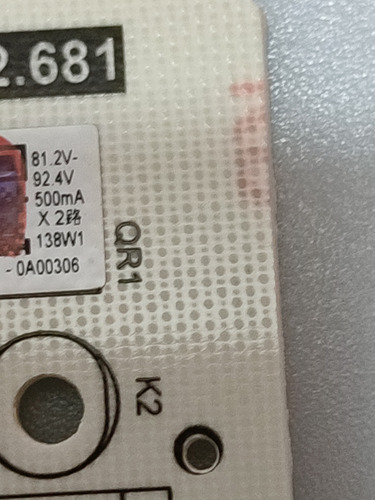 2.681
81.2V-
92.4V
500mA
X 2路
138W1
- 0A00306
QR1
K2